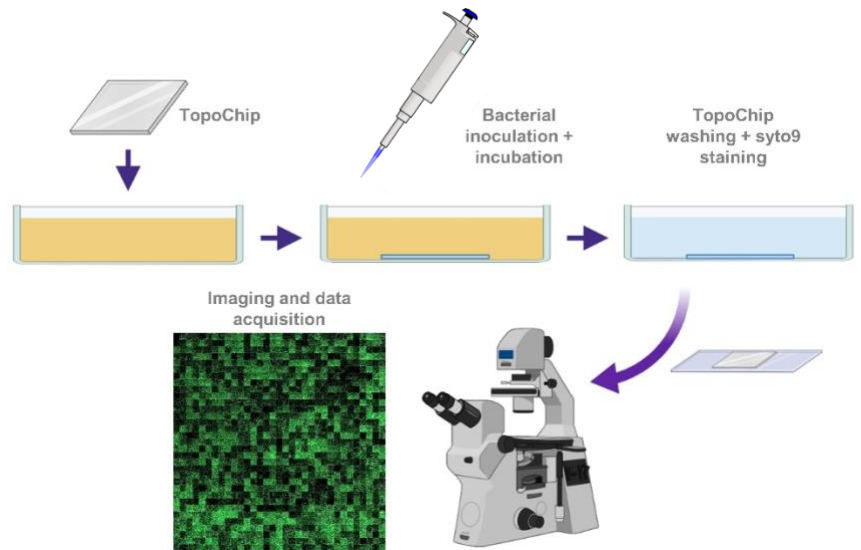 TopoChip
Bacterial
inoculation +
incubation
TopoChip
washing + syto9
staining
Imaging and data
acquisition